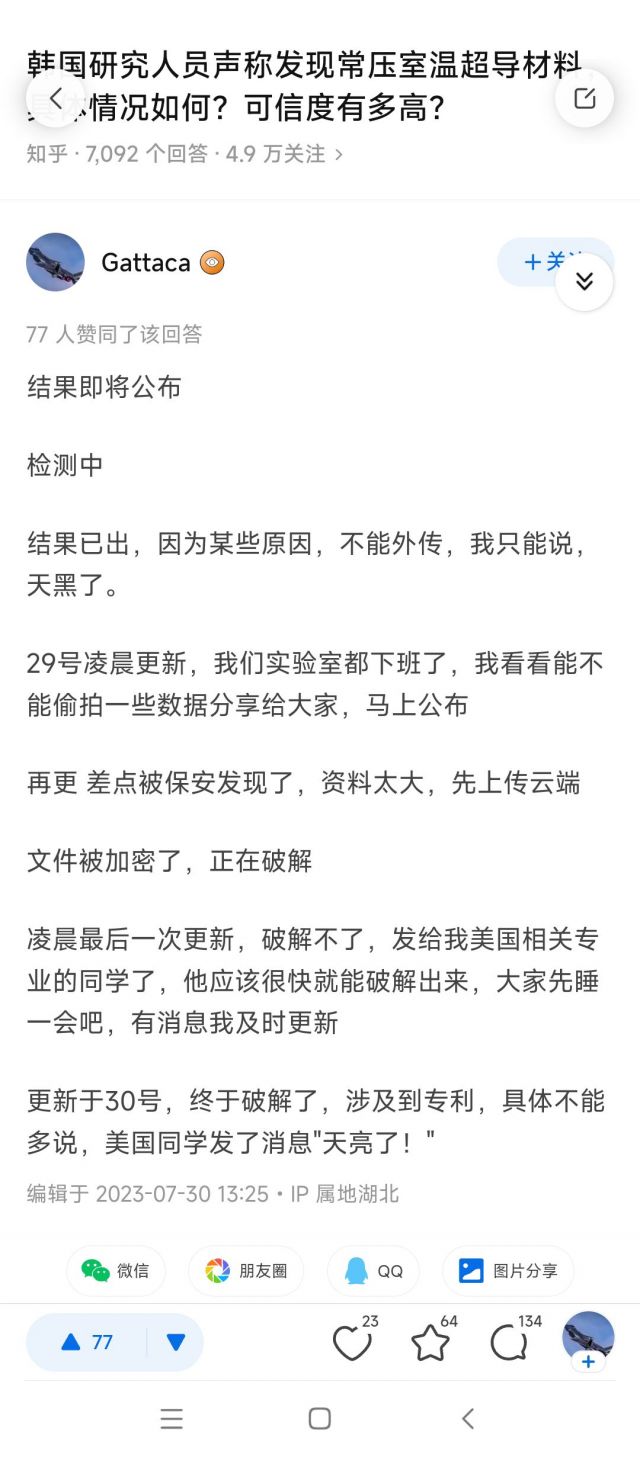 韩国研究人员声称发现常压室温超导材料,
情况如何？可信度有多高？
知乎 · 7,092 个回答 · 4.9 万关注 >
Gattaca
+ 关
77 人赞同了该回答
结果即将公布
检测中
结果已出，因为某些原因，不能外传，我只能说，
天黑了。
29号凌晨更新，我们实验室都下班了，我看看能不
能偷拍一些数据分享给大家，马上公布
再更 差点被保安发现了，资料太大，先上传云端
文件被加密了，正在破解
凌晨最后一次更新，破解不了，发给我美国相关专
业的同学了，他应该很快就能破解出来，大家先睡
一会吧，有消息我及时更新
更新于30号，终于破解了，涉及到专利，具体不能
多说，美国同学发了消息"天亮了！"
编辑于 2023-07-30 13:25 · IP 属地湖北
微信
朋友圈
QQ
图片分享
77
23
64
134